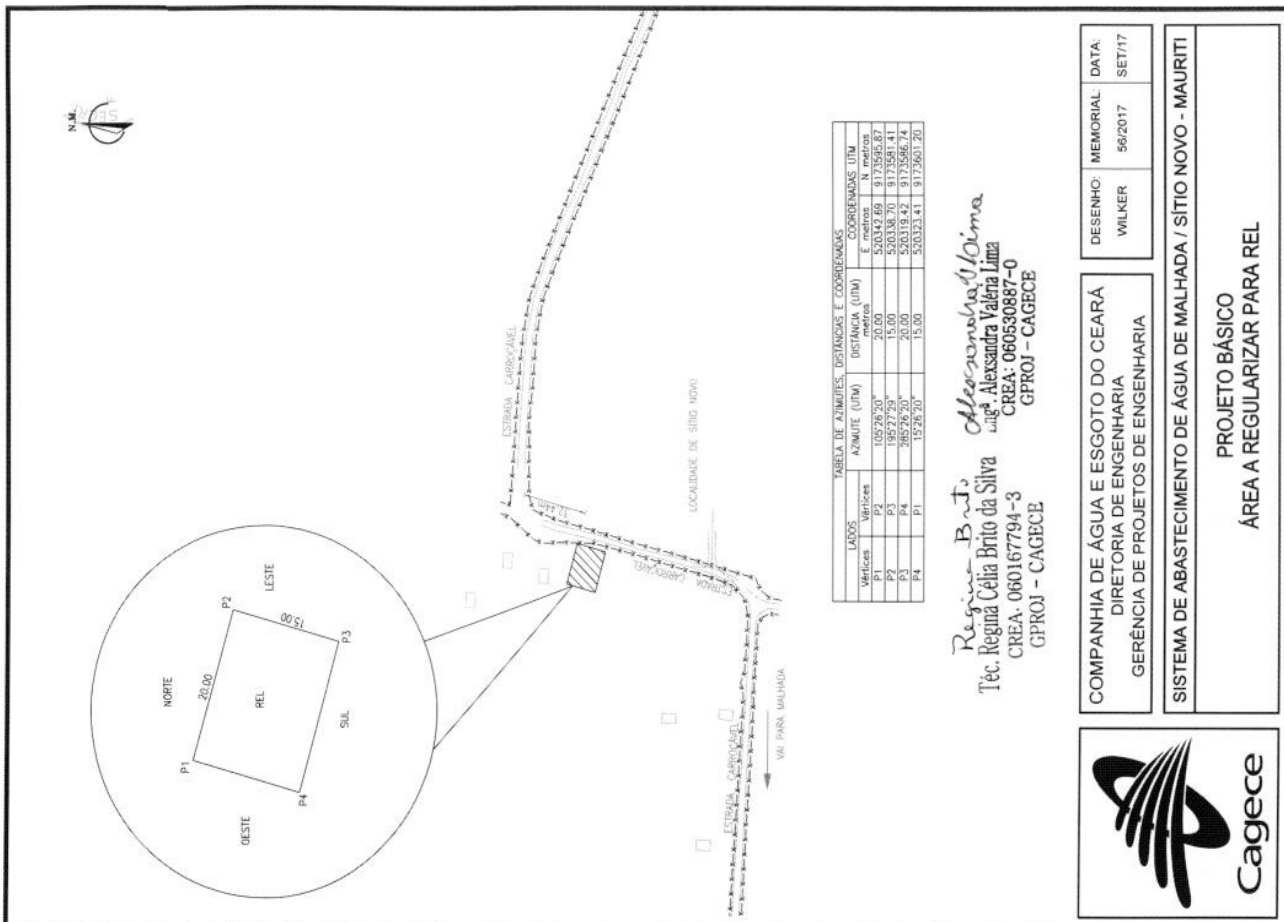 N.M.
NORTE
P1
20.00
P2
LESTE
15.00
REL
OESTE
SUL
P4
P3
ESTRADA CARROÇÁVEL
12.44m
ESTRADA CARROÇÁVEL
LOCALIDADE DE SÍTIO NOVO
ESTRADA CARROÇÁVEL
VAI PARA MALHADA
TABELA DE AZIMUTES, DISTÂNCIAS E COORDENADAS
LADOS AZIMUTE (UTM) DISTÂNCIA (UTM) COORDENADAS UTM
Vértices Vértices metros E metros N metros
P1 P2 105°26'20" 20.00 520342.69 9173595.87
P2 P3 195°27'29" 15.00 520338.70 9173581.41
P3 P4 285°26'20" 20.00 520319.42 9173586.74
P4 P1 15°26'20" 15.00 520323.41 9173601.20
Regina Brito
Téc. Regina Célia Brito da Silva
CREA. 060167794-3
GPROJ - CAGECE
Alexsandra V. Lima
Engª. Alexsandra Valéria Lima
CREA: 060530887-0
GPROJ - CAGECE
Cagece
COMPANHIA DE ÁGUA E ESGOTO DO CEARÁ
DIRETORIA DE ENGENHARIA
GERÊNCIA DE PROJETOS DE ENGENHARIA
DESENHO: WILKER
MEMORIAL: 56/2017
DATA: SET/17
SISTEMA DE ABASTECIMENTO DE ÁGUA DE MALHADA / SÍTIO NOVO - MAURITI
PROJETO BÁSICO
ÁREA A REGULARIZAR PARA REL